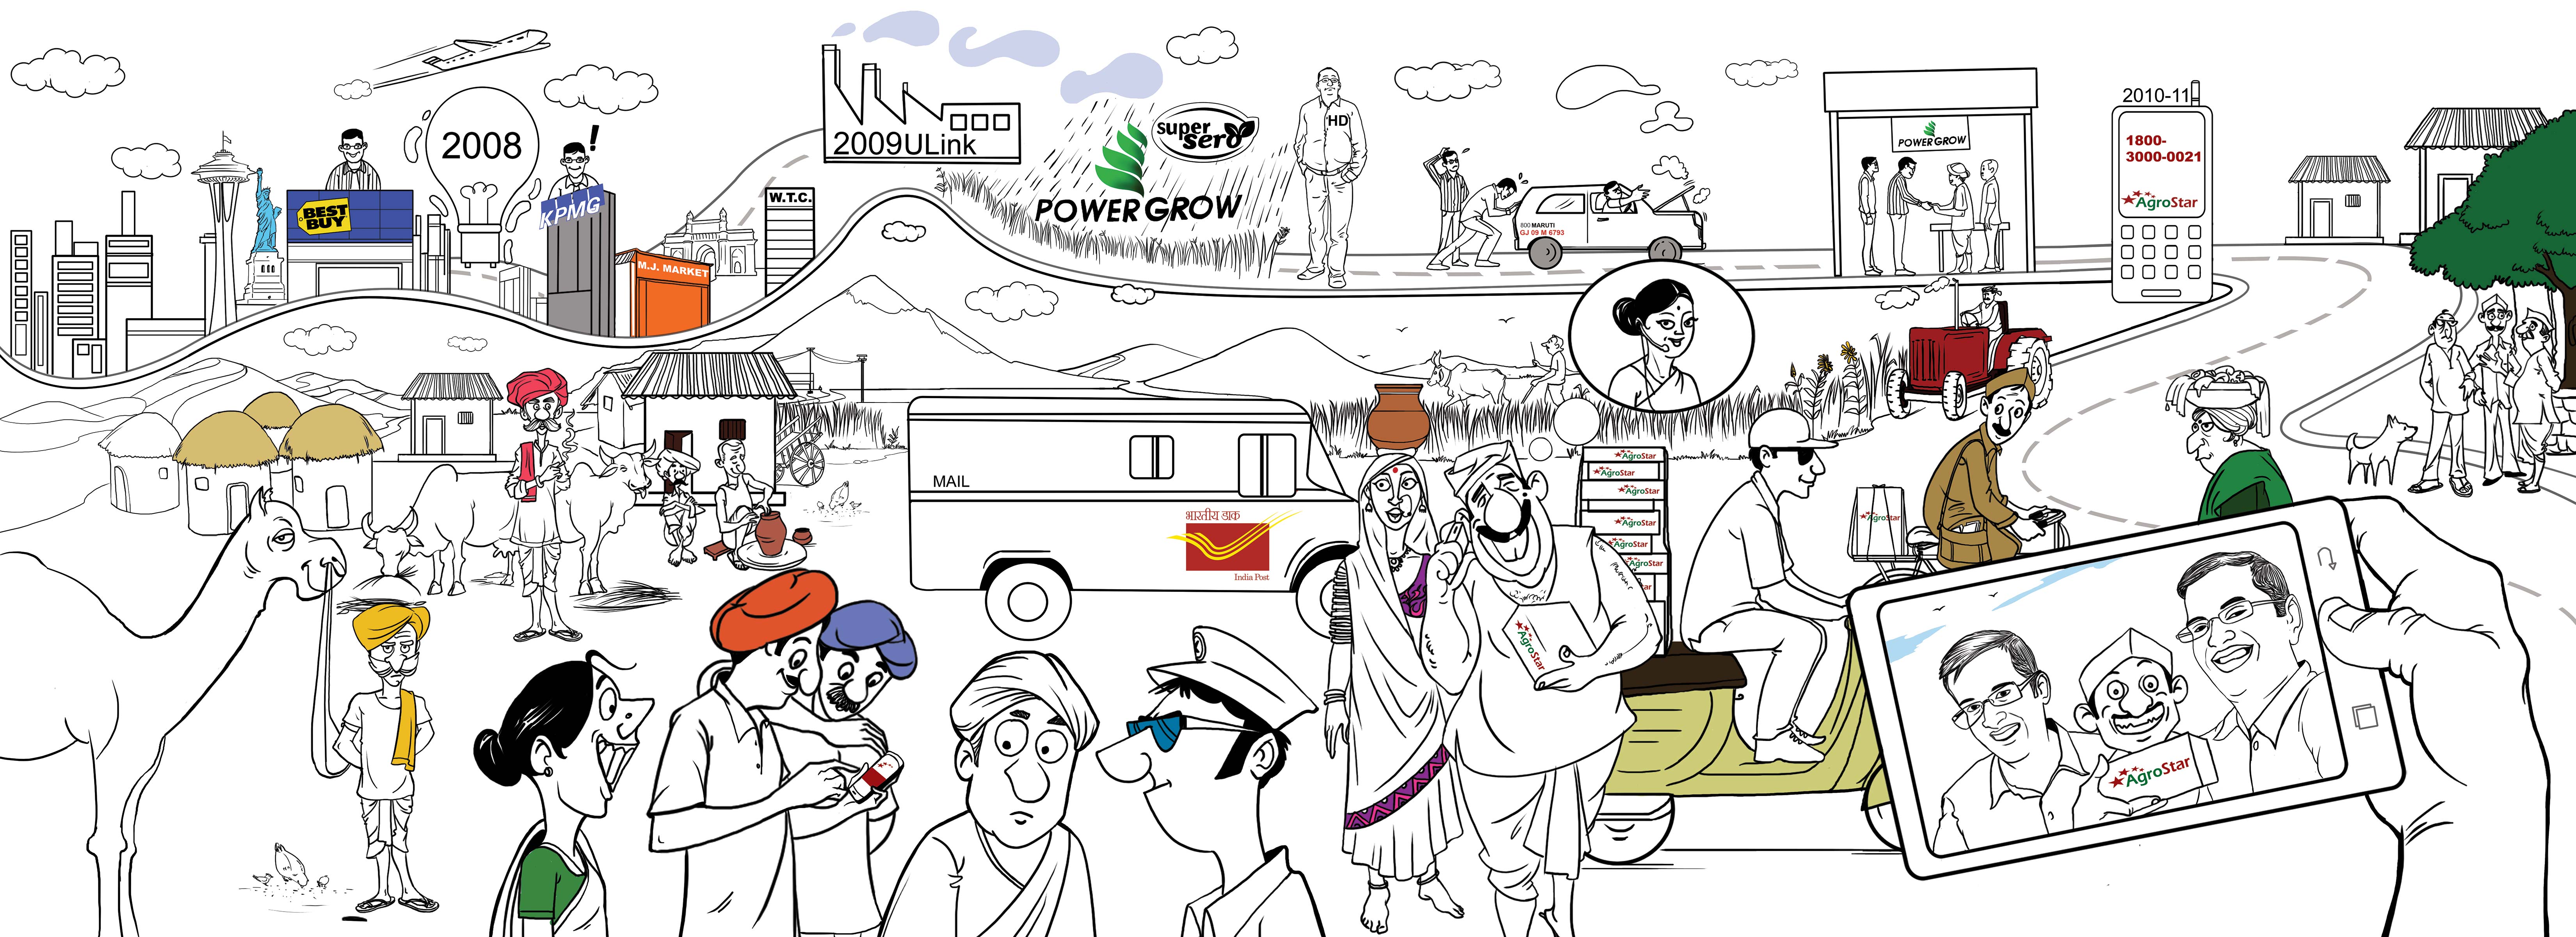 BEST
BUY
2008
!
KPMG
M.J. MARKET
W.T.C.
2009ULink
super
sero
POWER GROW
HD
800 MARUTI
GJ 09 M 6793
POWER GROW
2010-11
1800-
3000-0021
AgroStar
MAIL
भारतीय डाक
India Post
AgroStar
AgroStar
AgroStar
AgroStar
AgroStar
AgroStar
AgroStar
AgroStar
AgroStar